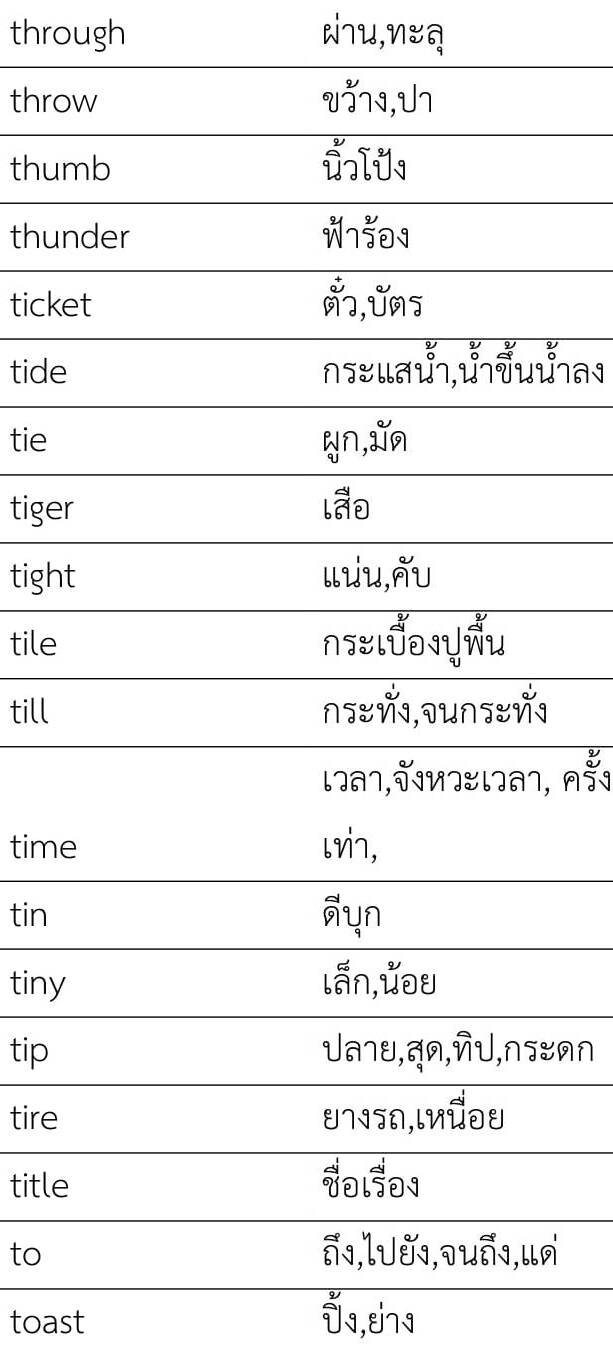 through ผ่าน,ทะลุ
throw ขว้าง,ปา
thumb นิ้วโป้ง
thunder ฟ้าร้อง
ticket ตั๋ว,บัตร
tide กระแสน้ำ,น้ำขึ้นน้ำลง
tie ผูก,มัด
tiger เสือ
tight แน่น,คับ
tile กระเบื้องปูพื้น
till กระทั่ง,จนกระทั่ง
เวลา,จังหวะเวลา, ครั้ง
time เท่า,
tin ดีบุก
tiny เล็ก,น้อย
tip ปลาย,สุด,ทิป,กระดก
tire ยางรถ,เหนื่อย
title ชื่อเรื่อง
to ถึง,ไปยัง,จนถึง,แด่
toast ปิ้ง,ย่าง